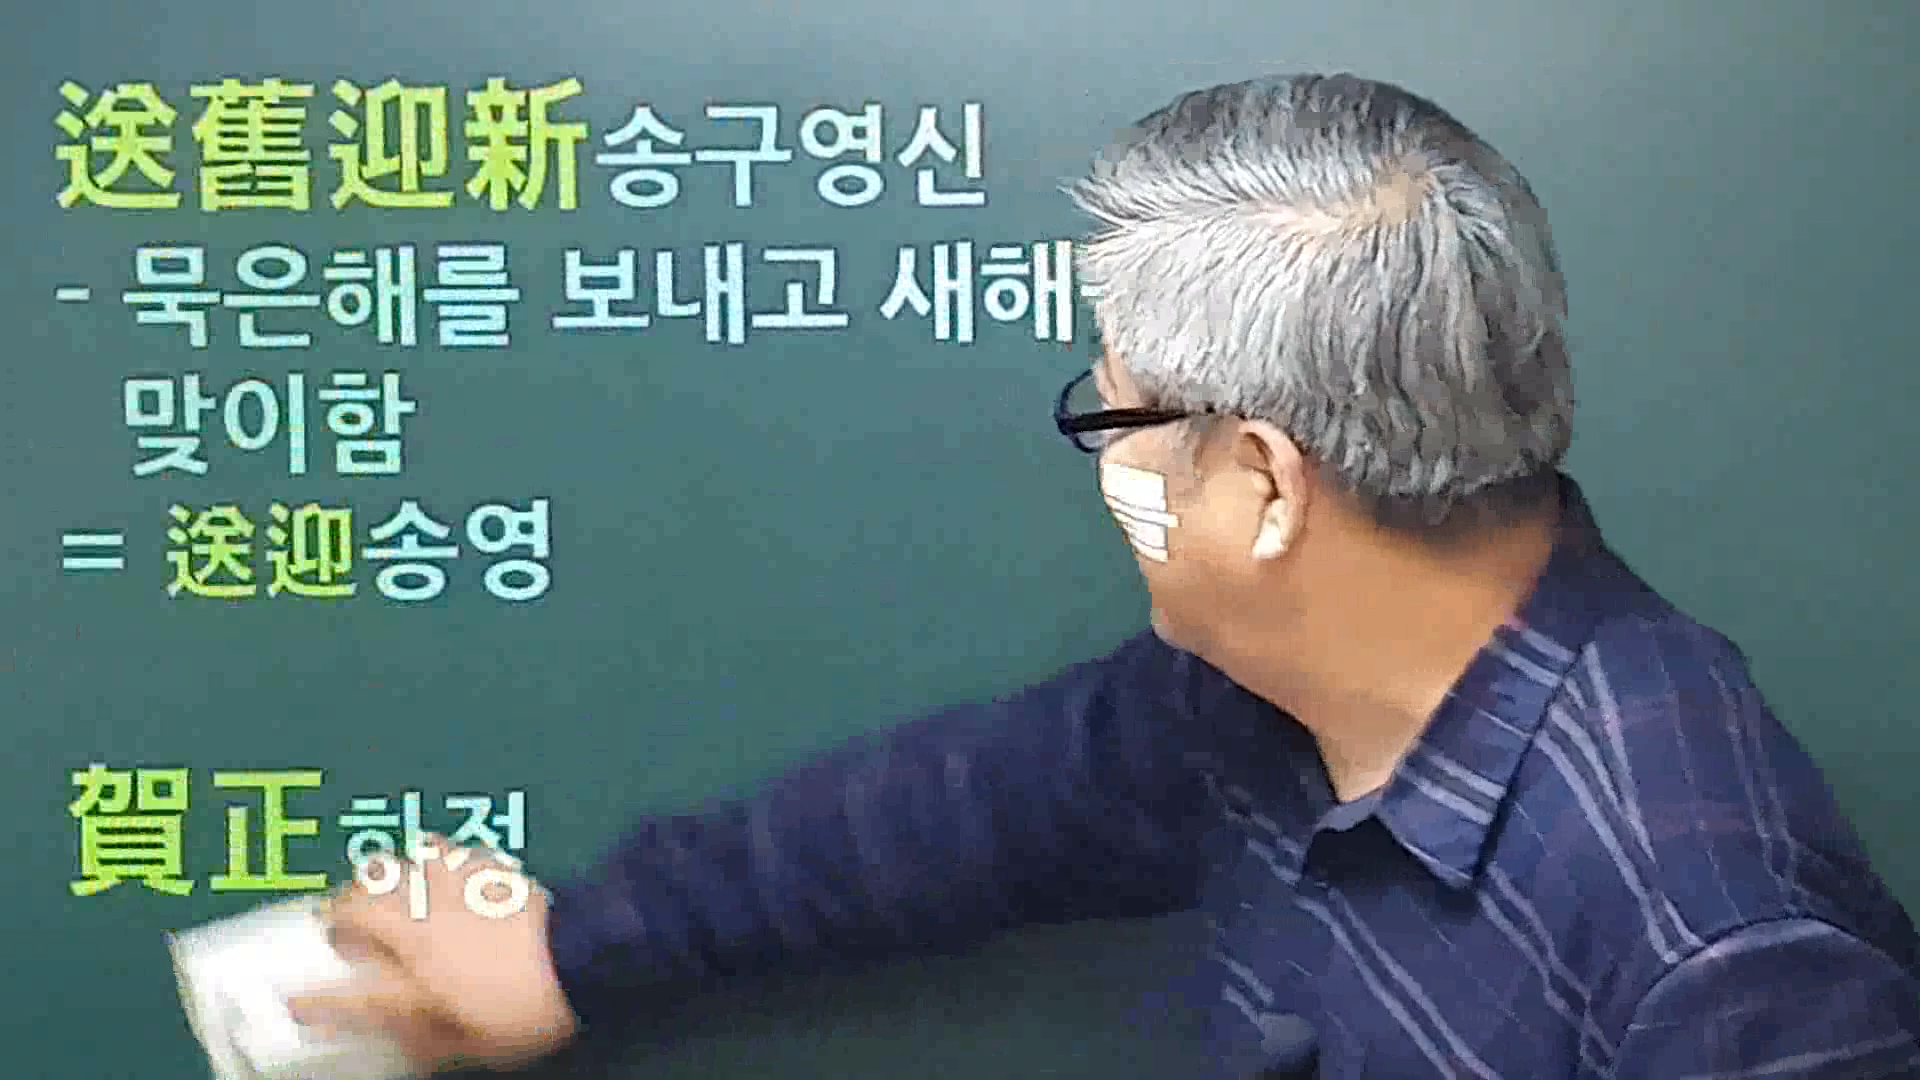 送舊迎新송구영신
- 묵은해를 보내고 새해
맞이함
= 送迎송영
賀正하정